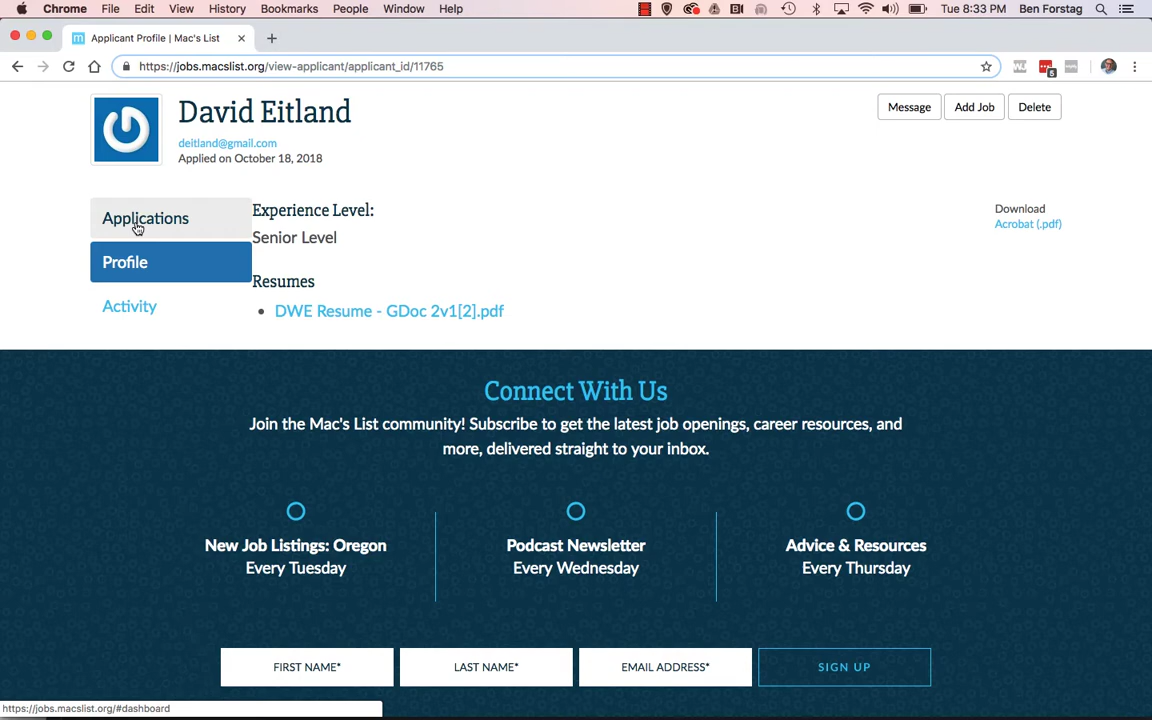 Chrome File Edit View History Bookmarks People Window Help Tue 8:33 PM Ben Forstag
Applicant Profile | Mac's List
https://jobs.macslist.org/view-applicant/applicant_id/11765
5
David Eitland
Message Add Job Delete
deitland@gmail.com
Applied on October 18, 2018
Applications
Profile
Activity
Experience Level:
Senior Level
Resumes
DWE Resume - GDoc 2v1[2].pdf
Download
Acrobat (.pdf)
Connect With Us
Join the Mac's List community! Subscribe to get the latest job openings, career resources, and
more, delivered straight to your inbox.
New Job Listings: Oregon
Every Tuesday
Podcast Newsletter
Every Wednesday
Advice & Resources
Every Thursday
FIRST NAME* LAST NAME* EMAIL ADDRESS* SIGN UP
https://jobs.macslist.org/#dashboard